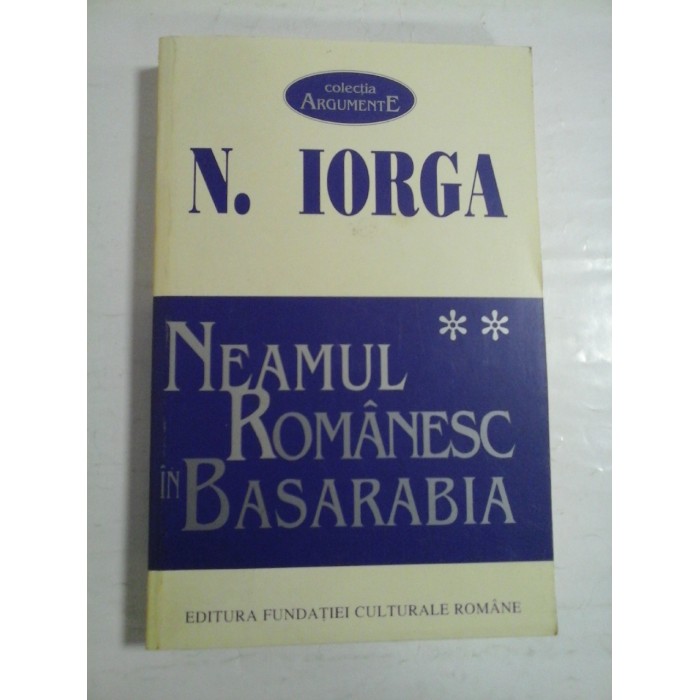 colecția
ARGUMENTE
N. IORGA
**
NEAMUL
ROMÂNESC
ÎN BASARABIA
EDITURA FUNDAȚIEI CULTURALE ROMÂNE